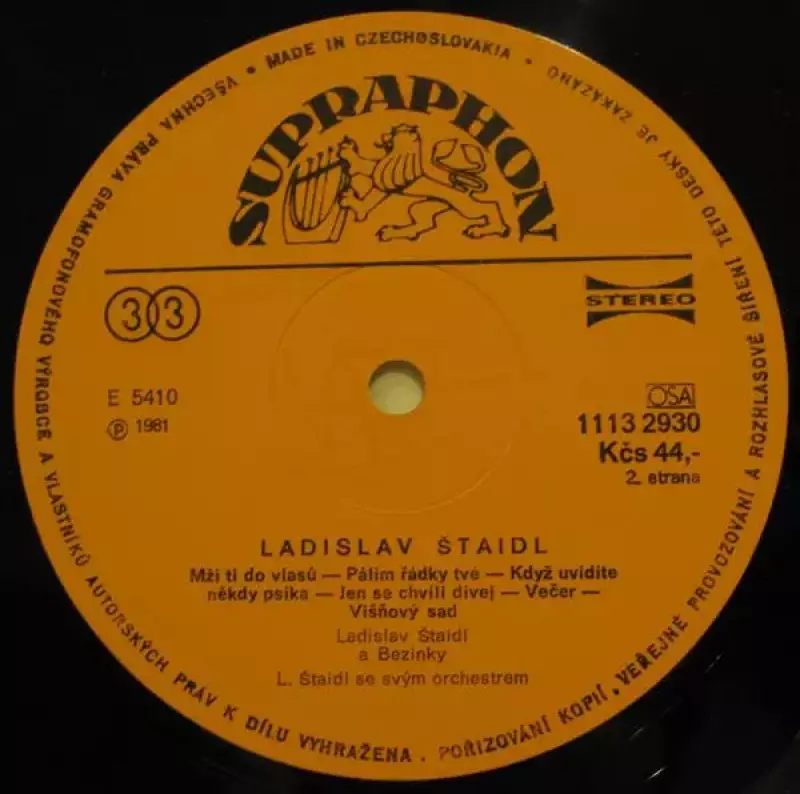 VŠECHNA PRÁVA GRAMOFONOVÉHO VÝROBCE A VLASTNÍKŮ AUTORSKÝCH PRÁV K DÍLU VYHRAŽENA . POŘIZOVÁNÍ KOPIÍ, VEŘEJNÉ PROVOZOVÁNÍ A ROZHLASOVÉ ŠÍŘENÍ TÉTO DESKY JE ZAKÁZÁNO • MADE IN CZECHOSLOVAKIA •
SUPRAPHON
33
STEREO
E 5410
Ⓟ 1981
OSA
1113 2930
Kčs 44,-
2. strana
LADISLAV ŠTAIDL
Mží ti do vlasů — Pálím řádky tvé — Když uvidíte
někdy psíka — Jen se chvíli dívej — Večer —
Višňový sad
Ladislav Štaidl
a Bezinky
L. Štaidl se svým orchestrem